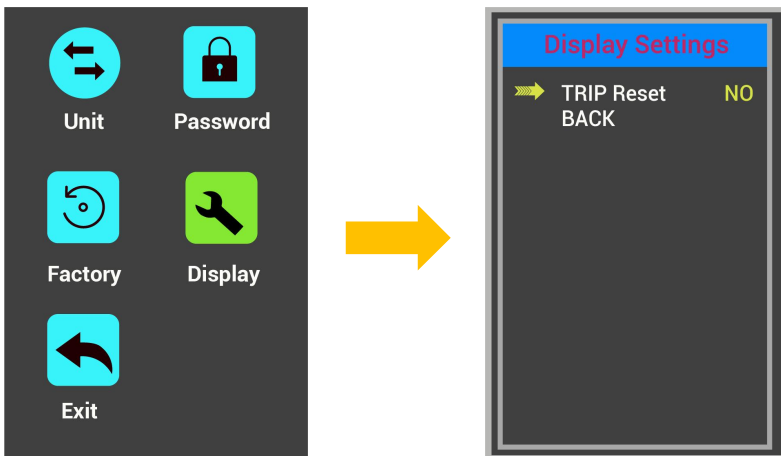 Unit Password
Factory Display
Exit
Display Settings
TRIP Reset NO
BACK